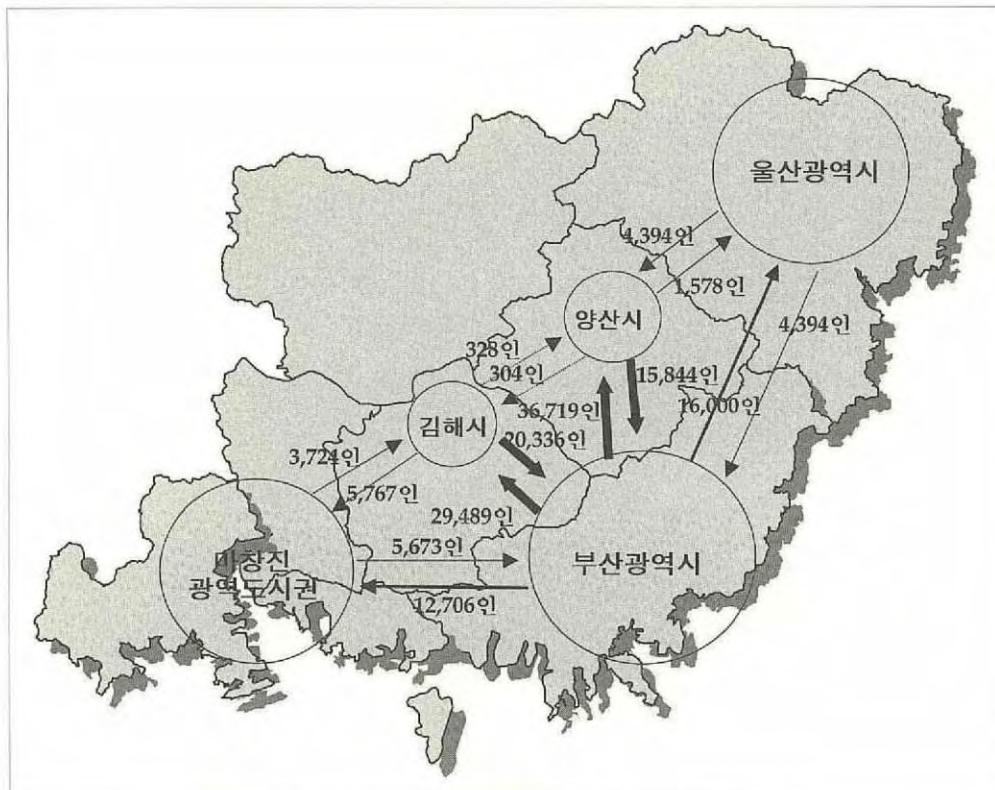 울산광역시
4,394인
1,578인
양산시
4,394인
328인
304인
15,844인
36,719인
16,000인
김해시
20,336인
3,724인
5,767인
29,489인
5,673인
부산광역시
마창진
광역도시권
12,706인